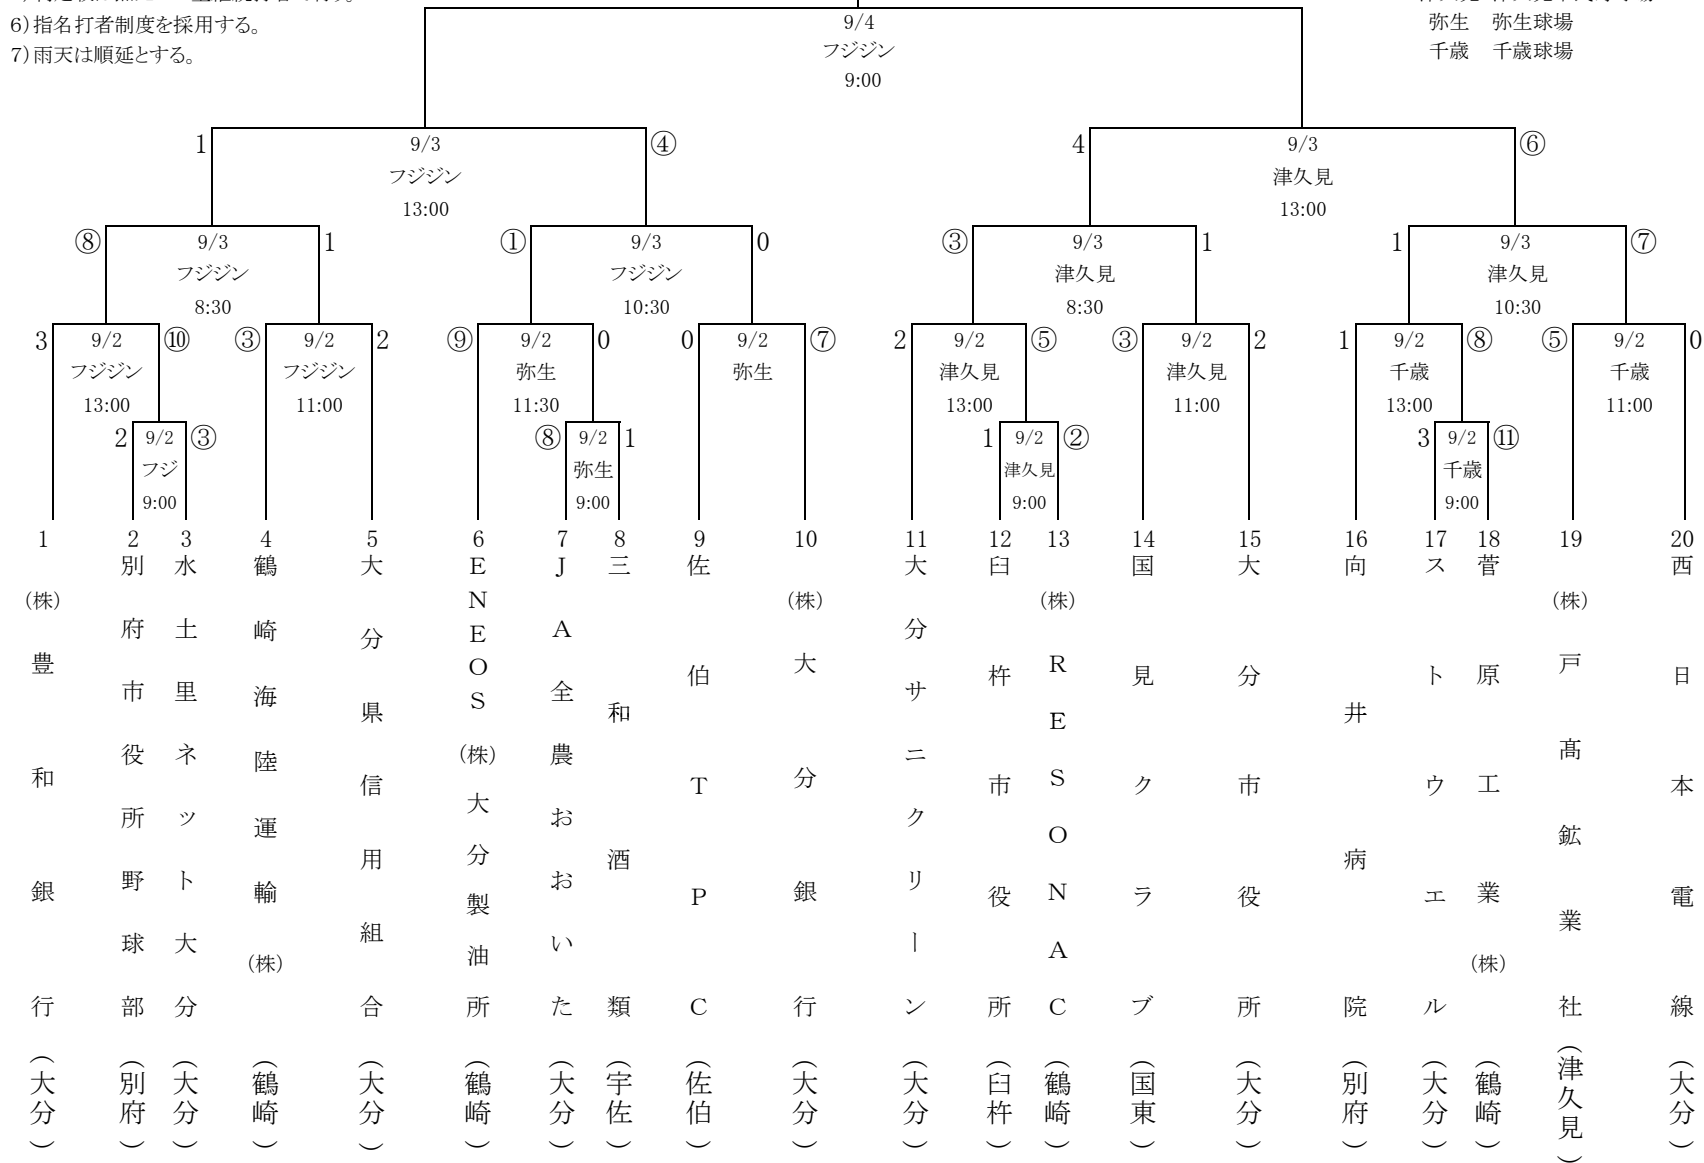 6)指名打者制度を採用する。
7)雨天は順延とする。
弥生 弥生球場
千歳 千歳球場
9/4
フジジン
9:00
1 9/3 ④
フジジン
13:00
4 9/3 ⑥
津久見
13:00
⑧ 9/3 1
フジジン
8:30
① 9/3 0
フジジン
10:30
③ 9/3 1
津久見
8:30
1 9/3 ⑦
津久見
10:30
3 9/2 ⑩
フジジン
13:00
③ 9/2 2
フジジン
11:00
⑨ 9/2 0
弥生
11:30
0 9/2 ⑦
弥生
2 9/2 ⑤
津久見
13:00
③ 9/2 2
津久見
11:00
1 9/2 ⑧
千歳
13:00
⑤ 9/2 0
千歳
11:00
2 9/2 ③
フジ
9:00
⑧ 9/2 1
弥生
9:00
1 9/2 ②
津久見
9:00
3 9/2 ⑪
千歳
9:00
1 (株)豊和銀行(大分)
2 別府市役所野球部(別府)
3 水土里ネット大分(大分)
4 鶴崎海陸運輸(株)(鶴崎)
5 大分県信用組合(大分)
6 ENEOS(株)大分製油所(鶴崎)
7 JA全農おおいた(大分)
8 三和酒類(宇佐)
9 佐伯TPC(佐伯)
10 (株)大分銀行(大分)
11 大分サニクリーン(大分)
12 臼杵市役所(臼杵)
13 (株)RESONAC(鶴崎)
14 国見クラブ(国東)
15 大分市役所(大分)
16 向井病院(別府)
17 ストウエル(大分)
18 菅原工業(株)(鶴崎)
19 (株)戸髙鉱業社(津久見)
20 西日本電線(大分)